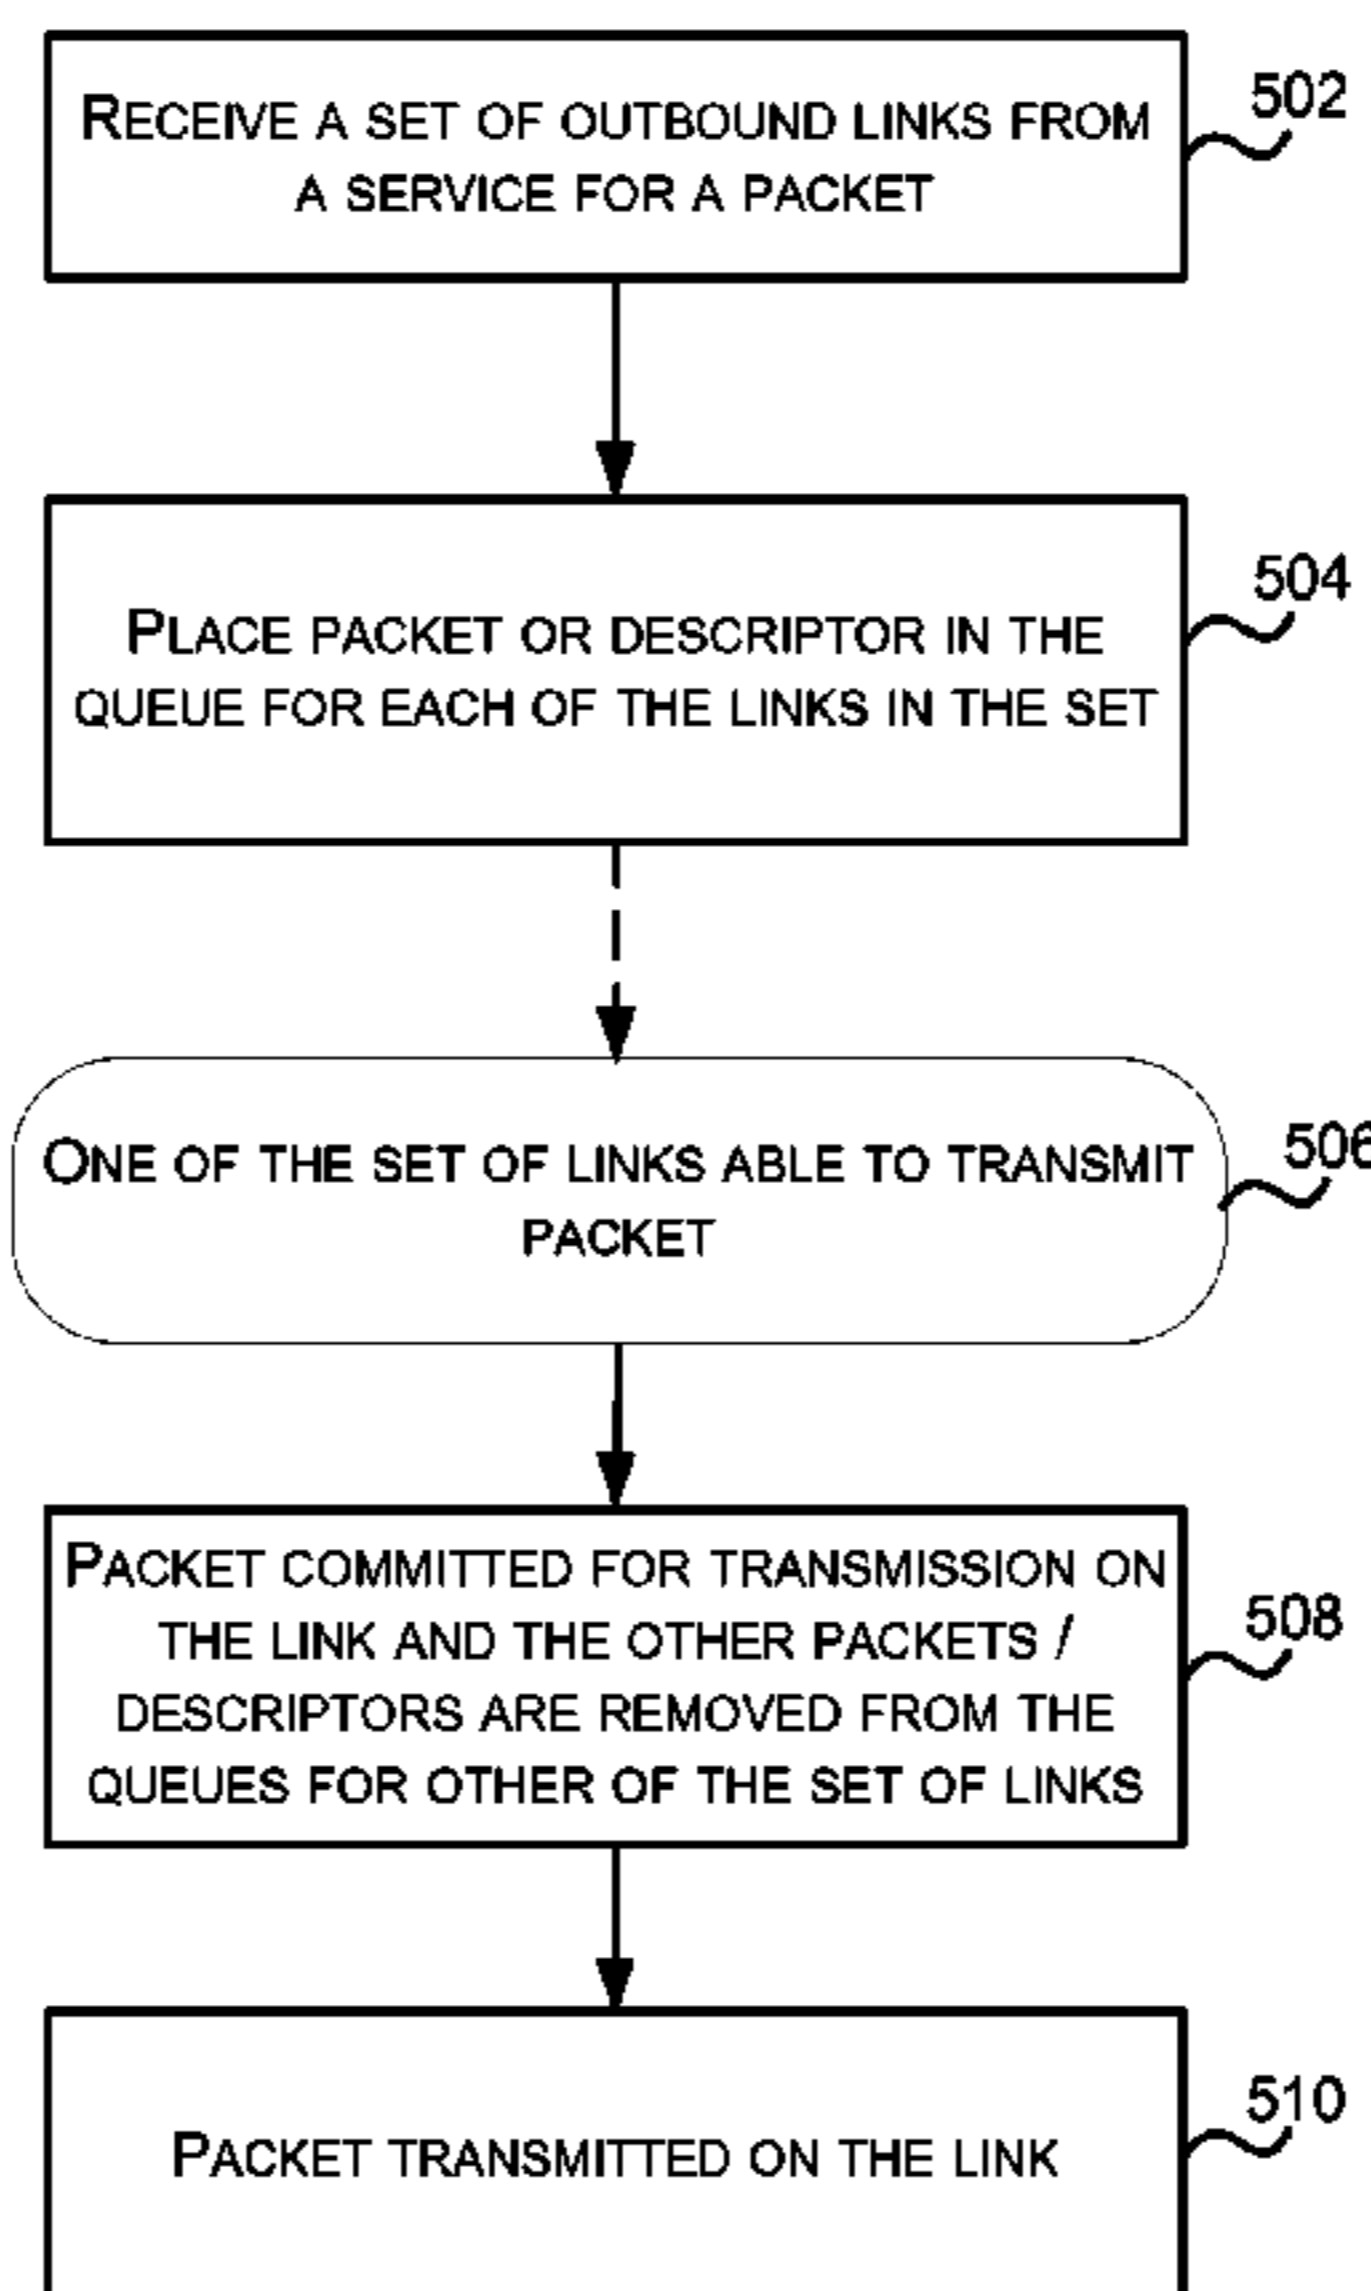 RECEIVE A SET OF OUTBOUND LINKS FROM
A SERVICE FOR A PACKET
502
PLACE PACKET OR DESCRIPTOR IN THE
QUEUE FOR EACH OF THE LINKS IN THE SET
504
ONE OF THE SET OF LINKS ABLE TO TRANSMIT
PACKET
506
PACKET COMMITTED FOR TRANSMISSION ON
THE LINK AND THE OTHER PACKETS /
DESCRIPTORS ARE REMOVED FROM THE
QUEUES FOR OTHER OF THE SET OF LINKS
508
PACKET TRANSMITTED ON THE LINK
510